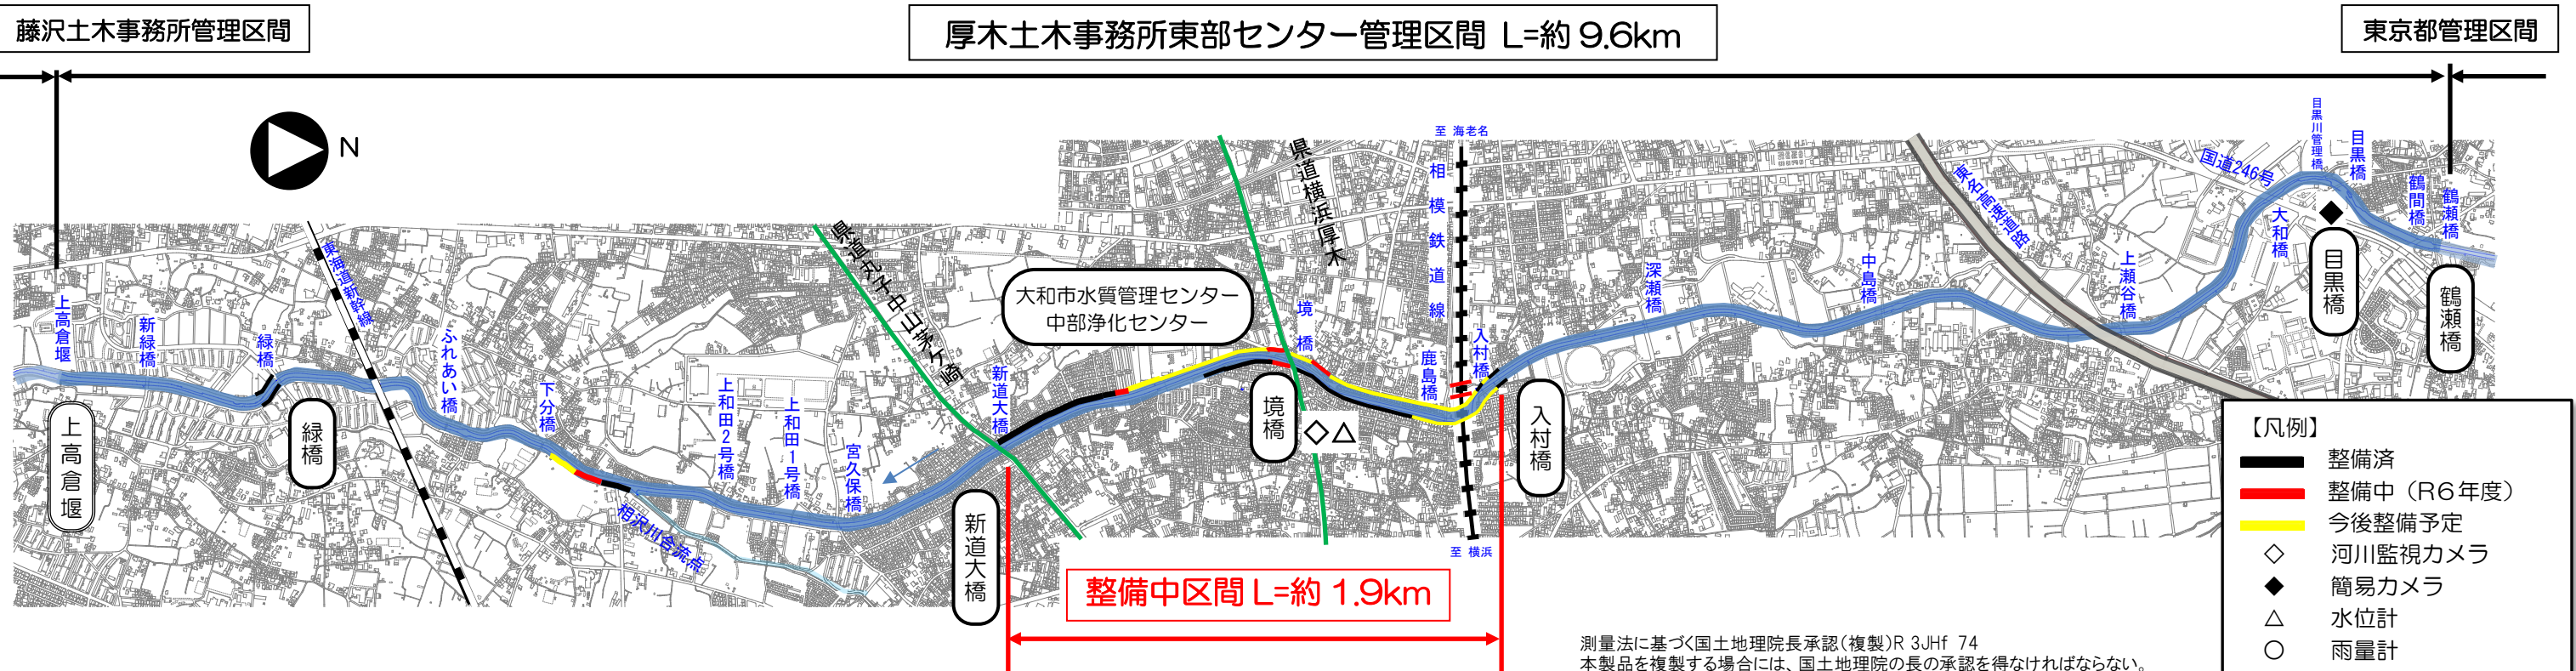 藤沢土木事務所管理区間
厚木土木事務所東部センター管理区間 L=約 9.6km
東京都管理区間
N
至 海老名
相模鉄道線
県道横浜厚木
県道丸子中山茅ケ崎
東海道新幹線
東名高速道路
国道246号
目黒川管理橋
目黒橋
鶴間橋
鶴瀬橋
大和橋
上瀬谷橋
中島橋
深瀬橋
入村橋
鹿島橋
境橋
新道大橋
宮久保橋
上和田1号橋
上和田2号橋
下分橋
ふれあい橋
緑橋
新緑橋
上高倉堰
相沢川合流点
大和市水質管理センター
中部浄化センター
上高倉堰
緑橋
新道大橋
境橋
◇△
入村橋
目黒橋
鶴瀬橋
至 横浜
整備中区間 L=約 1.9km
【凡例】
整備済
整備中（R6年度）
今後整備予定
◇ 河川監視カメラ
◆ 簡易カメラ
△ 水位計
○ 雨量計
測量法に基づく国土地理院長承認(複製)R 3JHf 74
本製品を複製する場合には、国土地理院の長の承認を得なければならない。